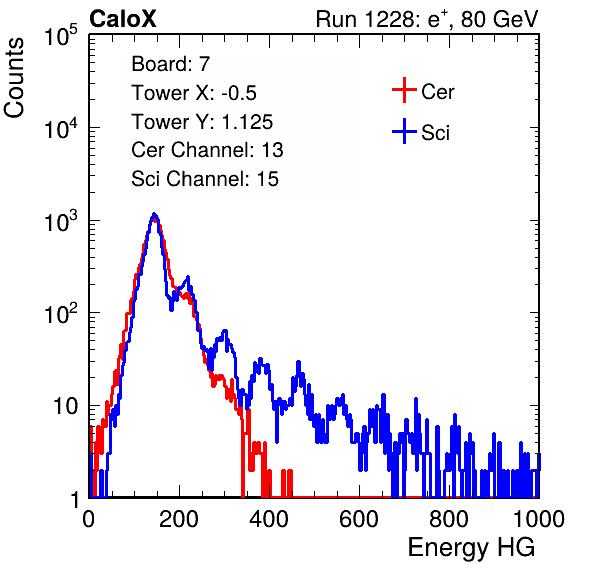 CaloX Run 1228: e⁺, 80 GeV
Counts
10⁵
10⁴
10³
10²
10
1
Board: 7
Tower X: -0.5
Tower Y: 1.125
Cer Channel: 13
Sci Channel: 15
Cer
Sci
0 200 400 600 800 1000
Energy HG